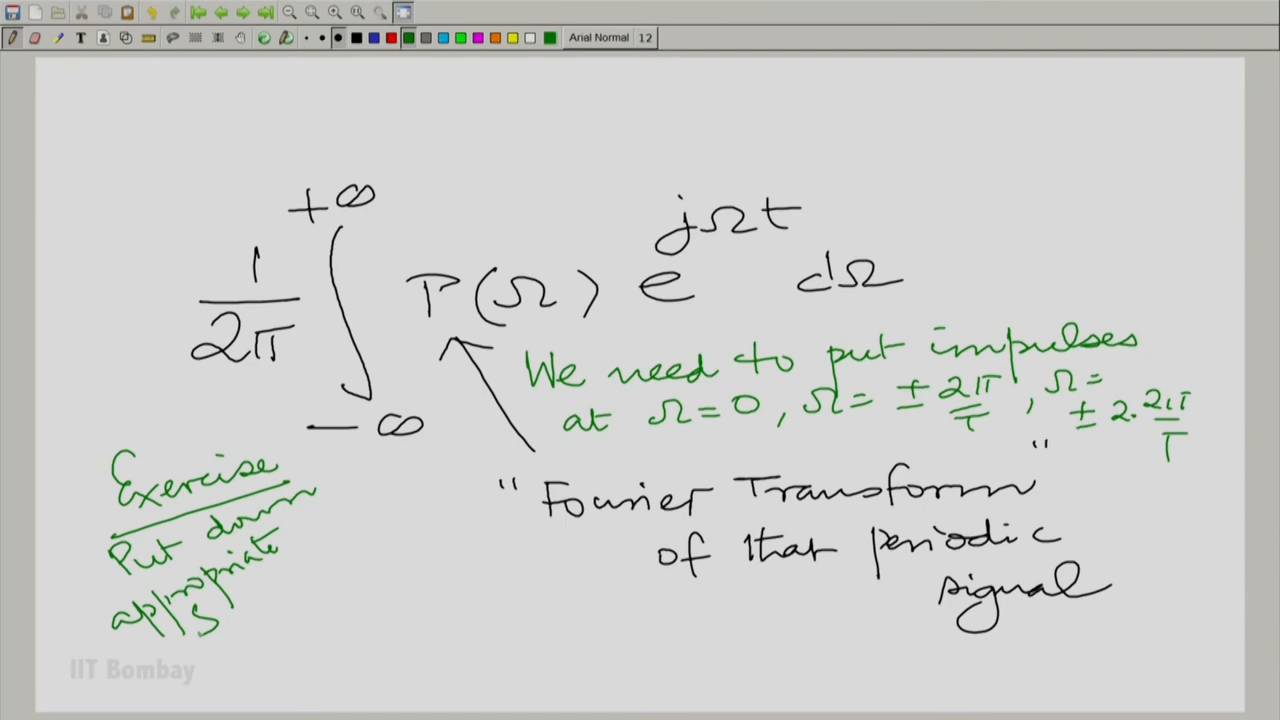 Arial Normal 12
1/2π ∫_{-∞}^{+∞} P(Ω) e^{jΩt} dΩ
We need to put impulses
at Ω = 0, Ω = ± 2π/T, Ω = ± 2·2π/T
"Fourier Transform"
of that periodic
signal
Exercise
Put down
appropriate
S
IIT Bombay